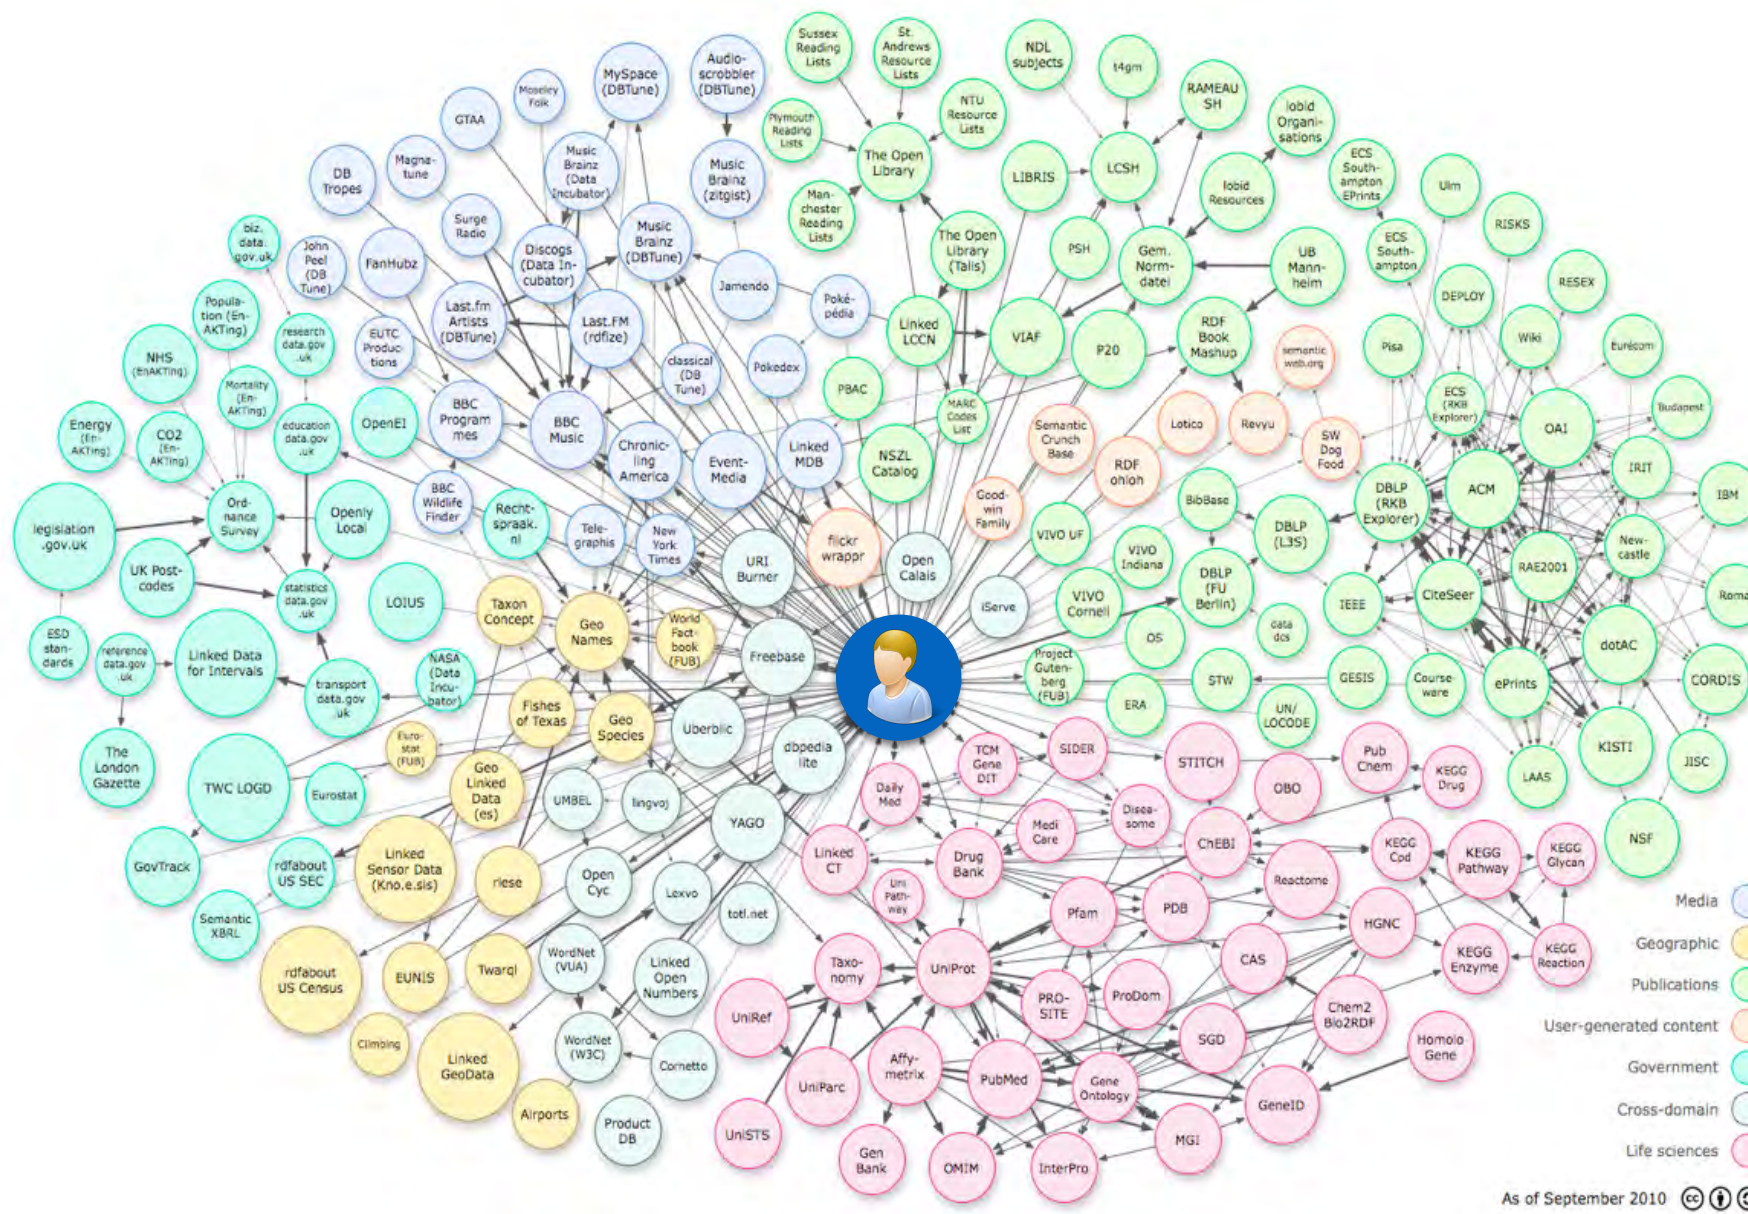 Sussex
Reading
Lists
St.
Andrews
Resource
Lists
NDL
subjects
t4gm
RAMEAU
SH
lobid
Organi-
sations
MySpace
(DBTune)
Audio-
scrobbler
(DBTune)
Moseley
Folk
GTAA
Plymouth
Reading
Lists
NTU
Resource
Lists
The Open
Library
LCSH
LIBRIS
lobid
Resources
ECS
South-
ampton
EPrints
Ulm
DB
Tropes
Magna-
tune
Music
Brainz
(Data
Incubator)
Music
Brainz
(zitgist)
Man-
chester
Reading
Lists
The Open
Library
(Talis)
PSH
Gem.
Norm-
datei
UB
Mann-
heim
ECS
South-
ampton
RISKS
biz.
data.
gov.uk
John
Peel
(DB
Tune)
FanHubz
Surge
Radio
Discogs
(Data In-
cubator)
Music
Brainz
(DBTune)
Jamendo
Poké-
pédia
DEPLOY
RESEX
Popula-
tion (En-
AKTing)
research
data.gov
.uk
EUTC
Produc-
tions
Last.fm
Artists
(DBTune)
Last.FM
(rdfize)
Linked
LCCN
VIAF
P20
RDF
Book
Mashup
semantic
web.org
Pisa
Wiki
Eurécom
NHS
(EnAKTing)
Mortality
(En-
AKTing)
classical
(DB
Tune)
Pokedex
PBAC
MARC
Codes
List
ECS
(RKB
Explorer)
Budapest
Energy
(En-
AKTing)
CO2
(En-
AKTing)
education
data.gov
.uk
OpenEI
BBC
Program
mes
BBC
Music
Chronic-
ling
America
Event-
Media
Linked
MDB
NSZL
Catalog
Semantic
Crunch
Base
RDF
ohloh
Lotico
Revyu
SW
Dog
Food
OAI
IRIT
IBM
legislation
.gov.uk
Ord-
nance
Survey
Openly
Local
BBC
Wildlife
Finder
Recht-
spraak.
nl
Tele-
graphis
New
York
Times
URI
Burner
flickr
wrappr
Open
Calais
Good-
win
Family
VIVO UF
VIVO
Indiana
BibBase
DBLP
(L3S)
DBLP
(RKB
Explorer)
ACM
New-
castle
UK Post-
codes
statistics
data.gov
.uk
LOIUS
Taxon
Concept
Geo
Names
World
Fact-
book
(FUB)
Freebase
iServe
VIVO
Cornell
DBLP
(FU
Berlin)
IEEE
CiteSeer
RAE2001
Roma
ESD
stan-
dards
reference
data.gov
.uk
Linked Data
for Intervals
transport
data.gov
.uk
NASA
(Data
Incu-
bator)
Fishes
of Texas
Geo
Species
Uberblic
dbpedia
lite
Project
Guten-
berg
(FUB)
OS
data
dcs
STW
GESIS
Course-
ware
ePrints
dotAC
CORDIS
The
London
Gazette
TWC LOGD
Eurostat
Euro-
stat
(FUB)
Geo
Linked
Data
(es)
UMBEL
lingvoj
YAGO
Daily
Med
TCM
Gene
DIT
SIDER
ERA
STITCH
UN/
LOCODE
Pub
Chem
KEGG
Drug
LAAS
KISTI
JISC
NSF
GovTrack
rdfabout
US SEC
Linked
Sensor Data
(Kno.e.sis)
riese
Open
Cyc
Lexvo
totl.net
Linked
CT
Drug
Bank
Medi
Care
Disea-
some
OBO
ChEBI
KEGG
Cpd
KEGG
Pathway
KEGG
Glycan
Semantic
XBRL
Uni
Path-
way
Pfam
PDB
Reactome
HGNC
rdfabout
US Census
EUNIS
Twarql
WordNet
(VUA)
Linked
Open
Numbers
Taxo-
nomy
UniProt
PRO-
SITE
ProDom
CAS
KEGG
Enzyme
KEGG
Reaction
Climbing
Linked
GeoData
WordNet
(W3C)
Cornetto
UniRef
UniParc
Affy-
metrix
PubMed
Gene
Ontology
SGD
Chem2
Bio2RDF
Homolo
Gene
Airports
Product
DB
UniSTS
Gen
Bank
OMIM
InterPro
MGI
GeneID
Media
Geographic
Publications
User-generated content
Government
Cross-domain
Life sciences
As of September 2010